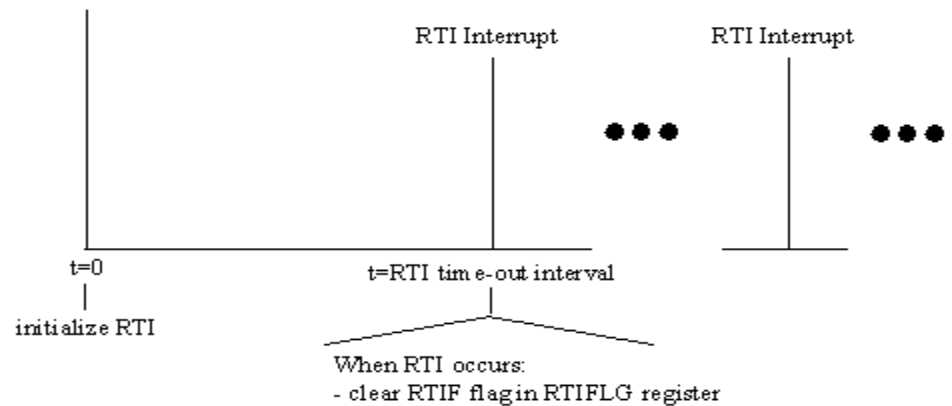 RTI Interrupt
RTI Interrupt
t=0
t=RTI time-out interval
initialize RTI
When RTI occurs:
- clear RTIF flag in RTIFLG register